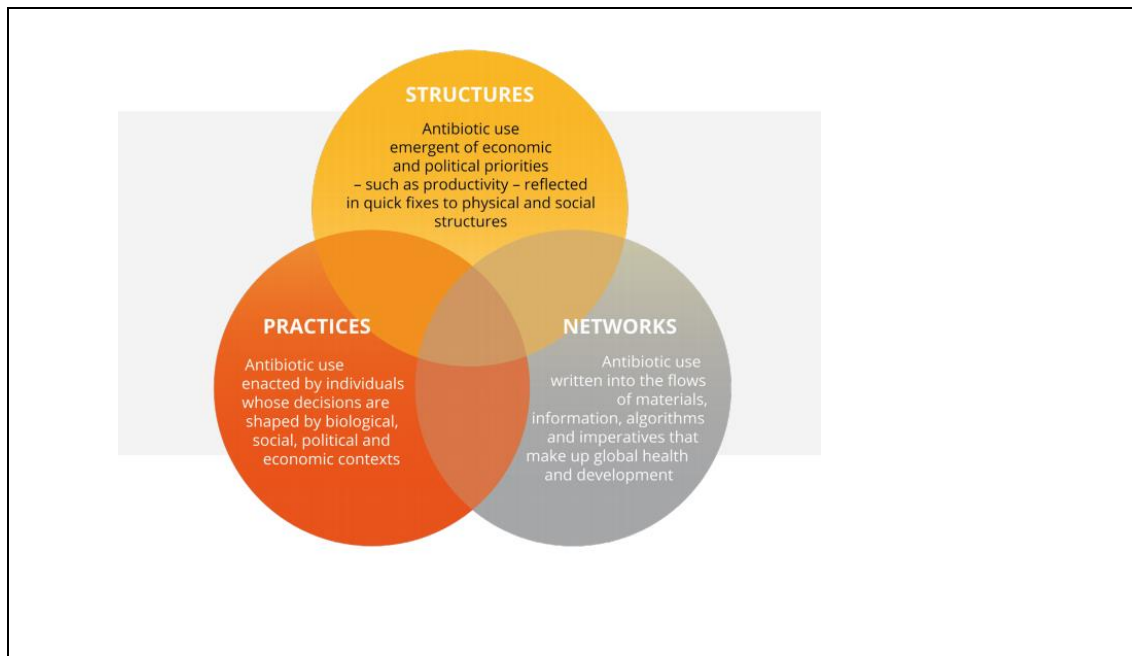 STRUCTURES
Antibiotic use
emergent of economic
and political priorities
– such as productivity – reflected
in quick fixes to physical and social
structures
PRACTICES
Antibiotic use
enacted by individuals
whose decisions are
shaped by biological,
social, political and
economic contexts
NETWORKS
Antibiotic use
written into the flows
of materials,
information, algorithms
and imperatives that
make up global health
and development